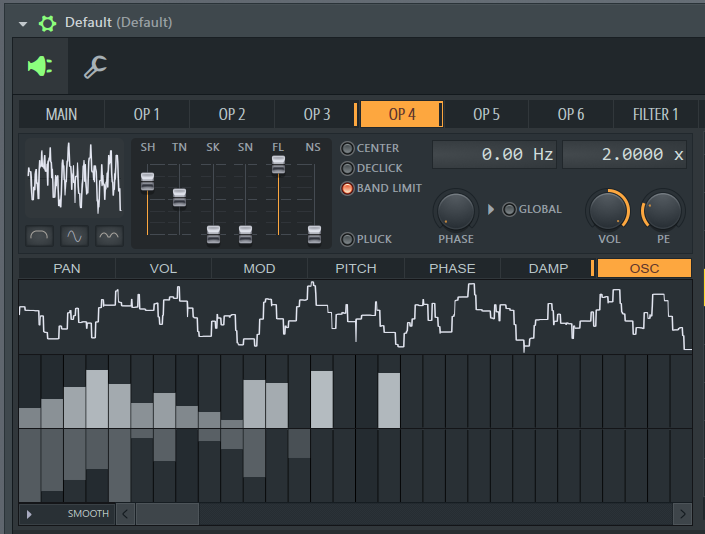 Default (Default)
MAIN OP 1 OP 2 OP 3 OP 4 OP 5 OP 6 FILTER 1
SH TN SK SN FL NS
CENTER
DECLICK
BAND LIMIT
PLUCK
0.00 Hz 2.0000 x
GLOBAL
PHASE VOL PE
PAN VOL MOD PITCH PHASE DAMP OSC
SMOOTH